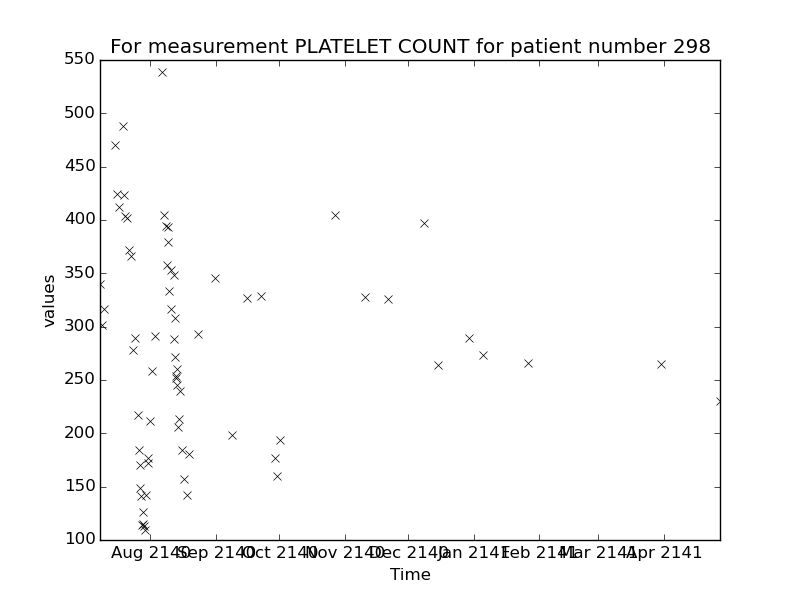 For measurement PLATELET COUNT for patient number 298
550
500
450
400
350
300
250
200
150
100
values
Aug 2140 Sep 2140 Oct 2140 Nov 2140 Dec 2140 Jan 2141 Feb 2141 Mar 2141 Apr 2141
Time